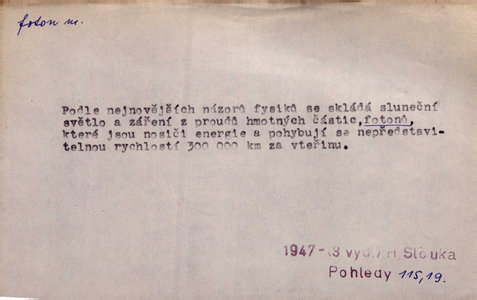 foton m.
Podle nejnovějších názorů fysiků se skládá sluneční
světlo a záření z proudů hmotných částic,fotonů,
které jsou nosiči energie a pohybují se nepředstavi-
telnou rychlostí 300 000 km za vteřinu.
1947-(3 vyd.) H Slouka
Pohledy 115,19.